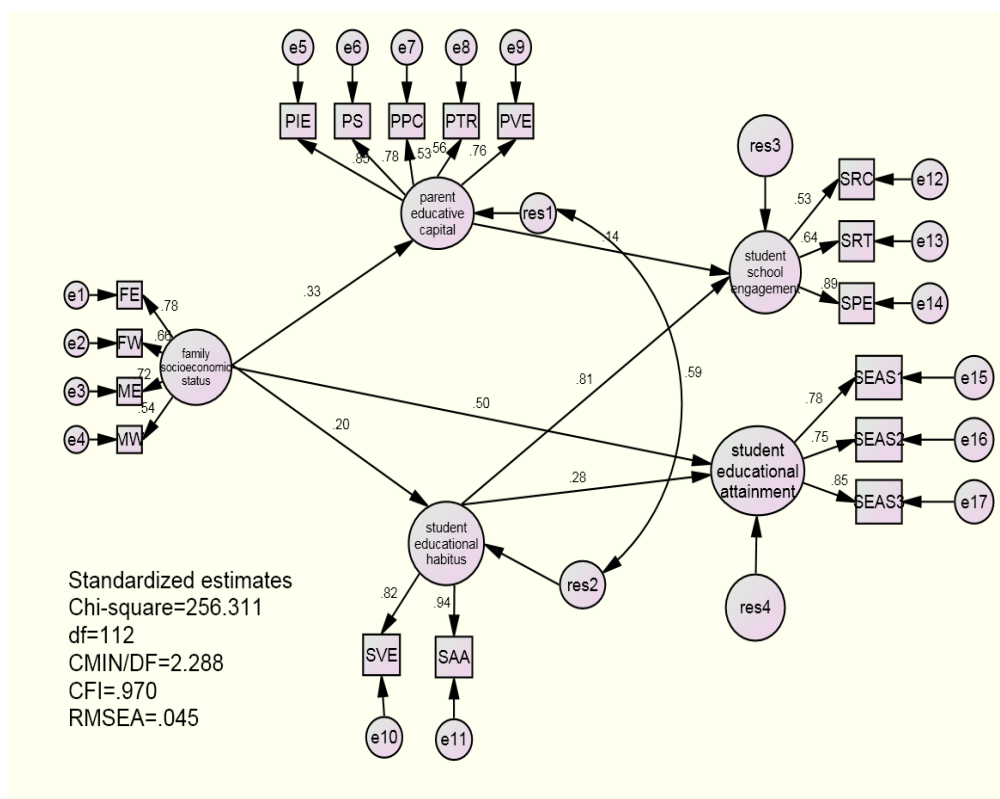 e5
e6
e7
e8
e9
PIE
PS
PPC
PTR
PVE
.85
.78
.53
.56
.76
parent
educative
capital
res1
.14
res3
SRC
e12
.53
SRT
e13
.64
student
school
engagement
.89
SPE
e14
e1
FE
.78
e2
FW
.66
e3
ME
.72
e4
MW
.54
family
socioeconomic
status
.33
.20
.50
.81
.59
.28
student
educational
attainment
SEAS1
e15
.78
SEAS2
e16
.75
SEAS3
e17
.85
res4
student
educational
habitus
res2
.82
.94
SVE
SAA
e10
e11
Standardized estimates
Chi-square=256.311
df=112
CMIN/DF=2.288
CFI=.970
RMSEA=.045